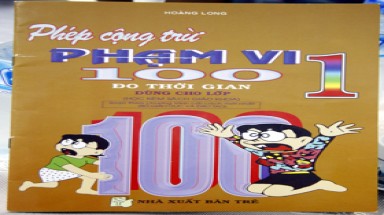 HOÀNG LONG
Phép cộng trừ
PHẠM VI
100
ĐO THỜI GIAN
1
DÙNG CHO LỚP
100
NHÀ XUẤT BẢN TRẺ